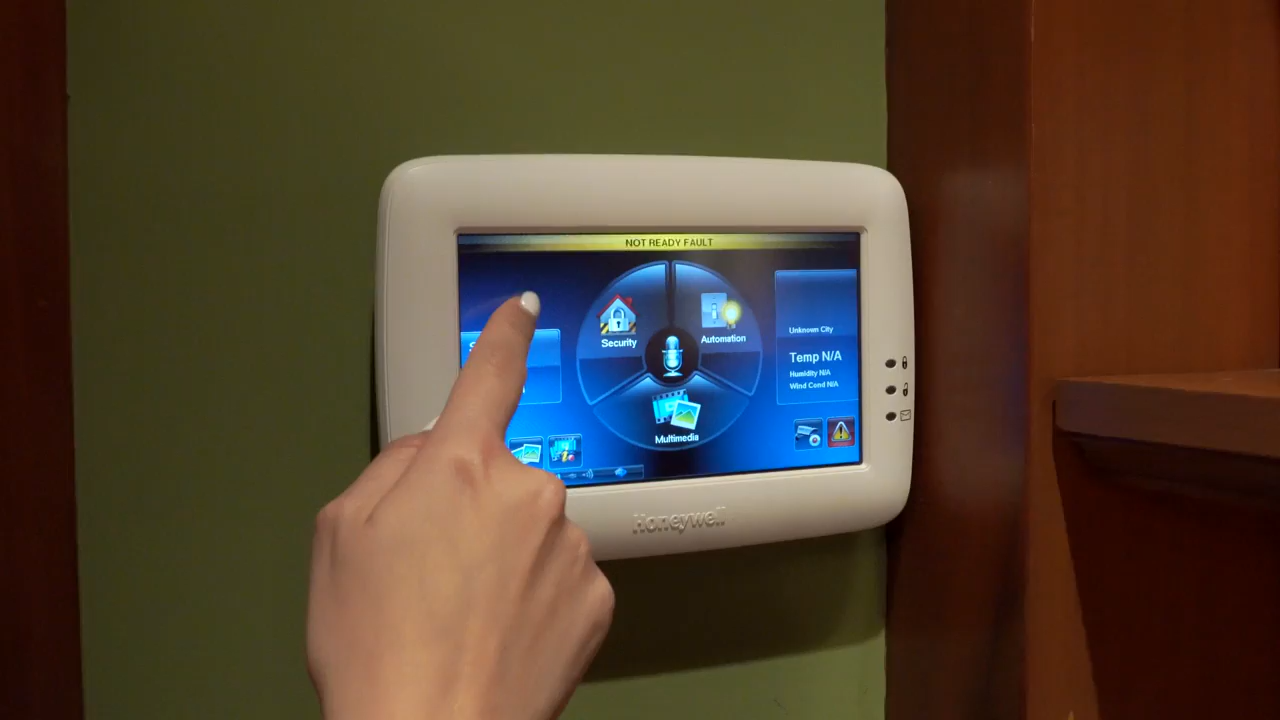 NOT READY FAULT
Security
Automation
Multimedia
Unknown City
Temp N/A
Humidity N/A
Wind Cond N/A
Honeywell